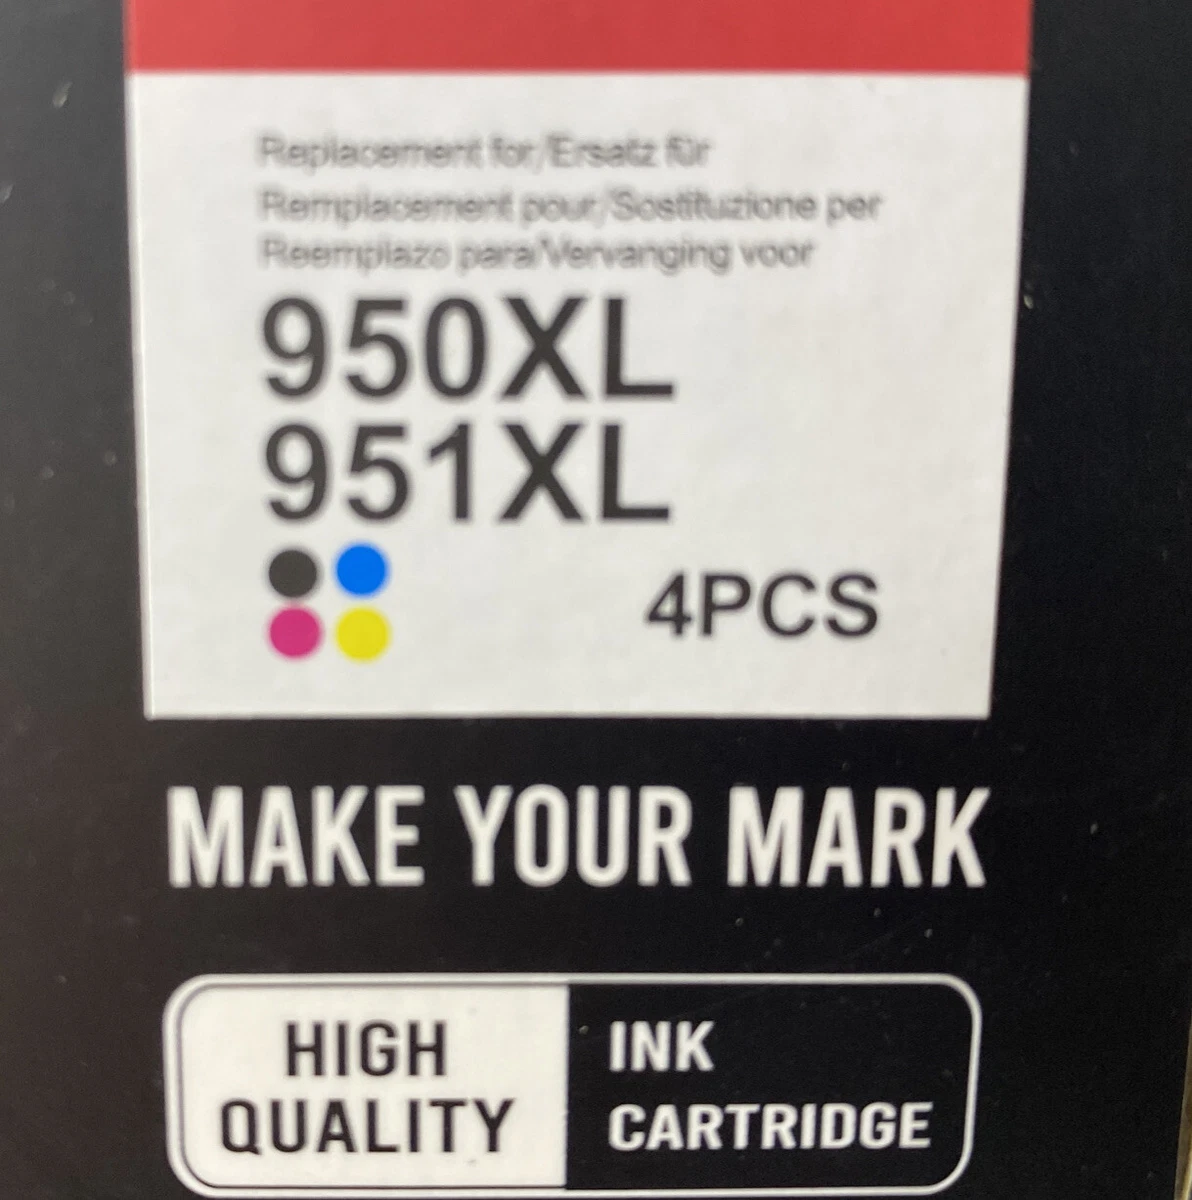 Replacement for/Ersatz für
Remplacement pour/Sostituzione per
Reemplazo para/Vervanging voor
950XL
951XL
4PCS
MAKE YOUR MARK
HIGH
QUALITY
INK
CARTRIDGE